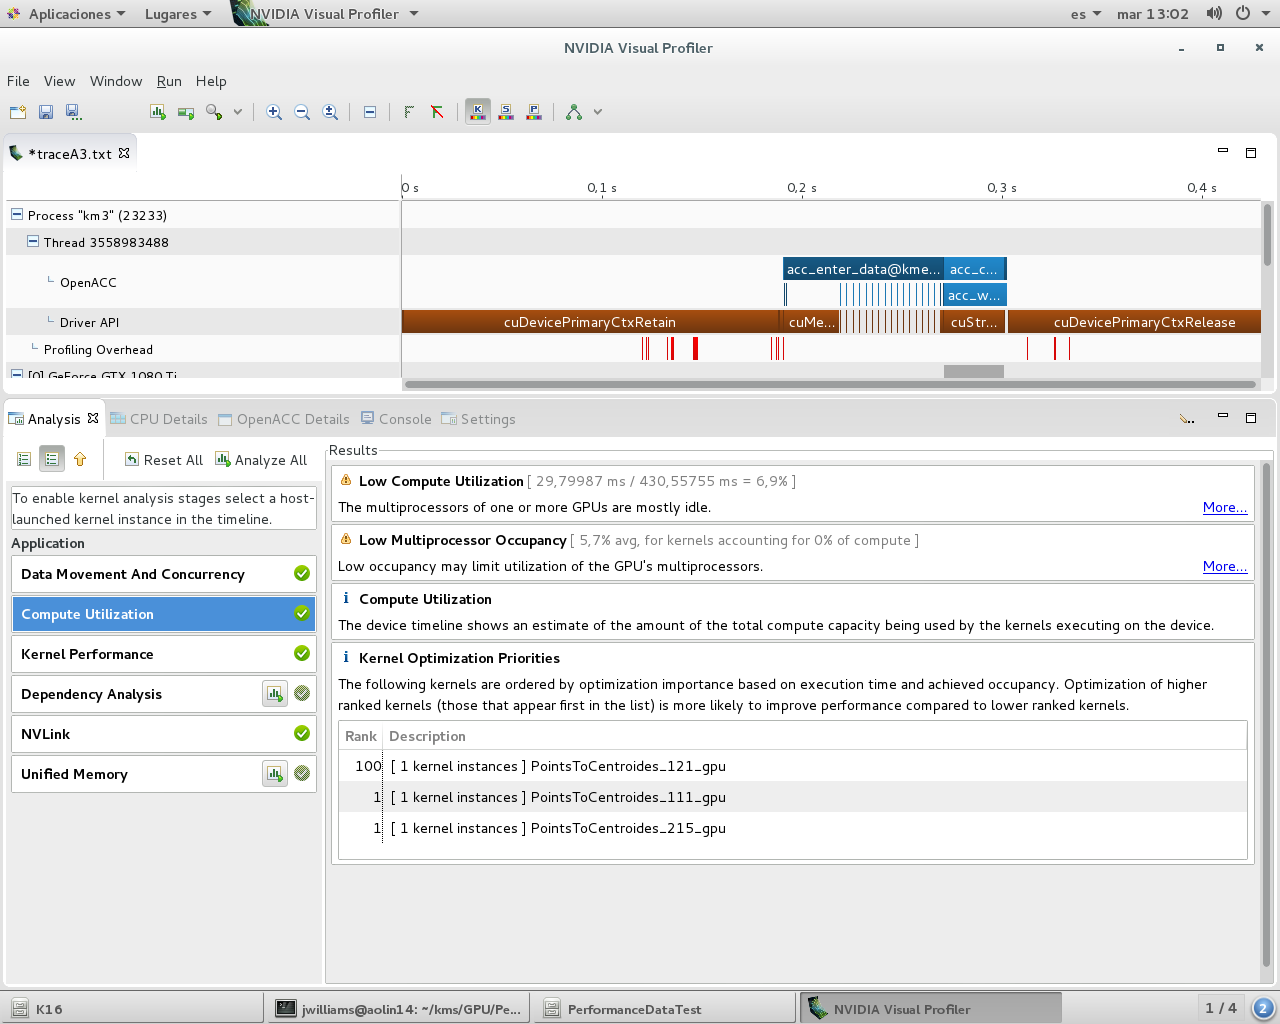 Aplicaciones
Lugares
NVIDIA Visual Profiler
es
mar 13:02
NVIDIA Visual Profiler
File View Window Run Help
K S P
*traceA3.txt
0 s 0,1 s 0,2 s 0,3 s 0,4 s
Process "km3" (23233)
Thread 3558983488
acc_enter_data@kme... acc_c...
OpenACC
acc_w...
Driver API
cuDevicePrimaryCtxRetain cuMe... cuStr... cuDevicePrimaryCtxRelease
Profiling Overhead
[0] GeForce GTX 1080 Ti
Analysis CPU Details OpenACC Details Console Settings
Reset All Analyze All
To enable kernel analysis stages select a host-
launched kernel instance in the timeline.
Application
Data Movement And Concurrency
Compute Utilization
Kernel Performance
Dependency Analysis
NVLink
Unified Memory
Results
Low Compute Utilization [ 29,79987 ms / 430,55755 ms = 6,9% ]
The multiprocessors of one or more GPUs are mostly idle. More...
Low Multiprocessor Occupancy [ 5,7% avg, for kernels accounting for 0% of compute ]
Low occupancy may limit utilization of the GPU's multiprocessors. More...
Compute Utilization
The device timeline shows an estimate of the amount of the total compute capacity being used by the kernels executing on the device.
Kernel Optimization Priorities
The following kernels are ordered by optimization importance based on execution time and achieved occupancy. Optimization of higher
ranked kernels (those that appear first in the list) is more likely to improve performance compared to lower ranked kernels.
Rank Description
100 [ 1 kernel instances ] PointsToCentroides_121_gpu
1 [ 1 kernel instances ] PointsToCentroides_111_gpu
1 [ 1 kernel instances ] PointsToCentroides_215_gpu
K16
jwilliams@aolin14: ~/kms/GPU/Pe...
PerformanceDataTest
NVIDIA Visual Profiler
1 / 4
2